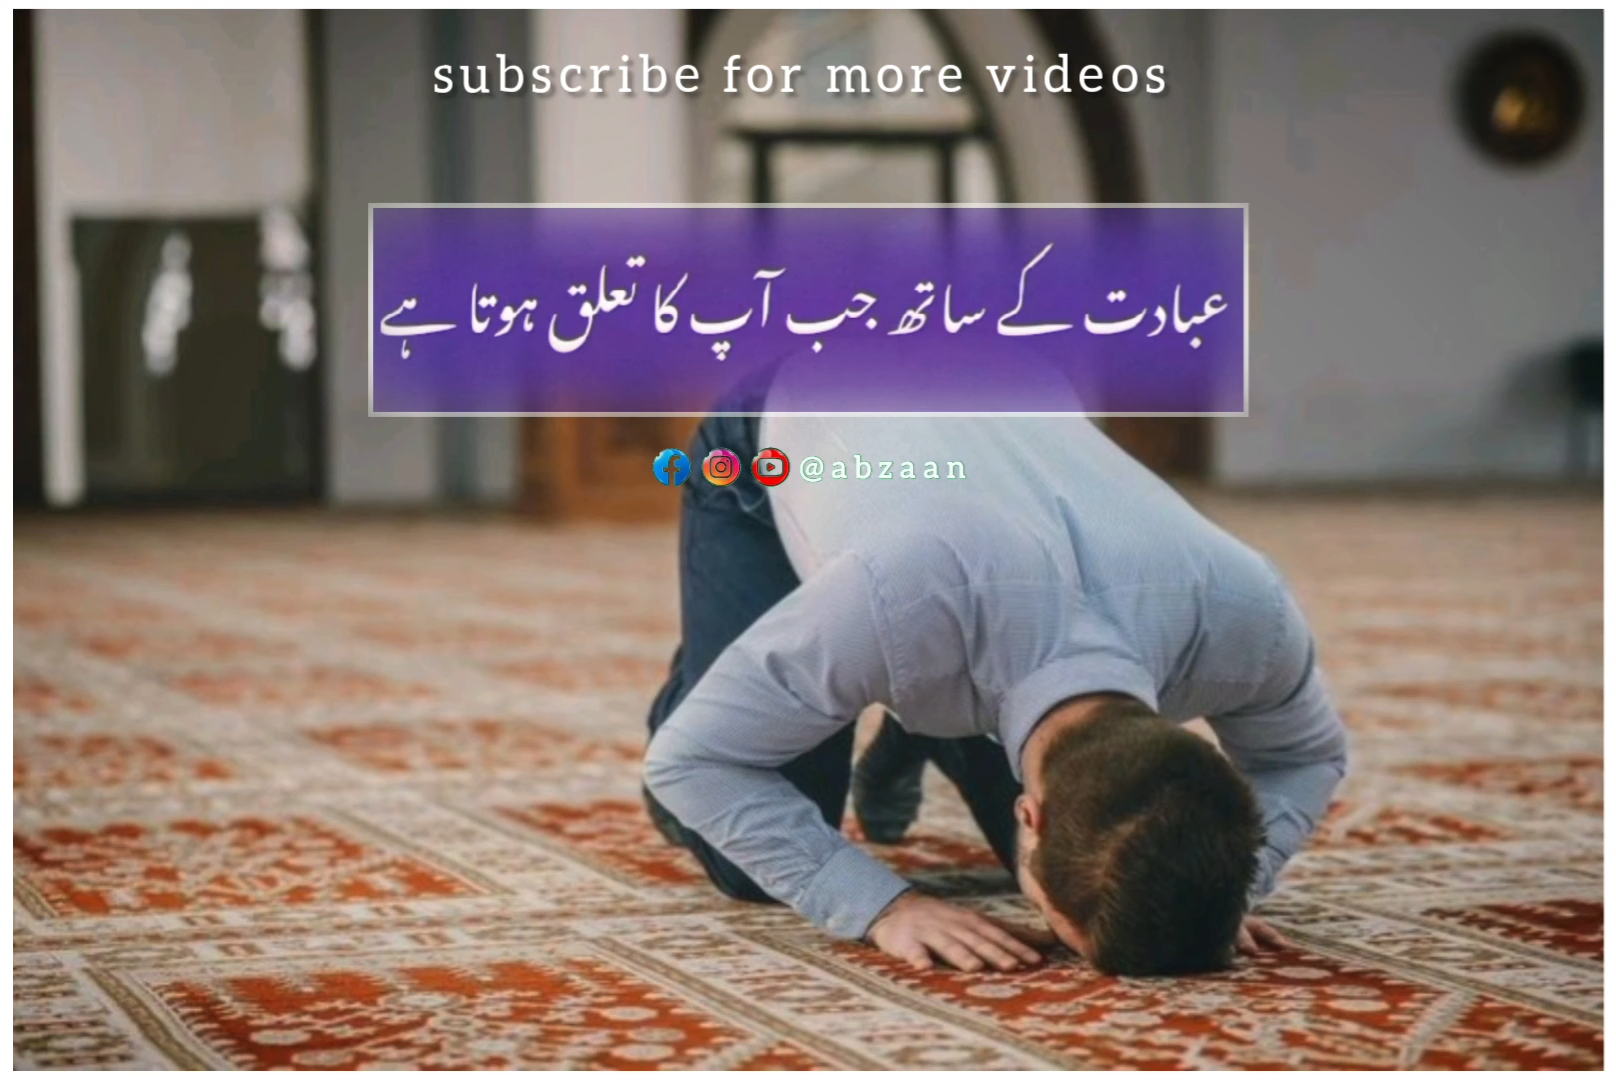 subscribe for more videos
عبادت کے ساتھ جب آپ کا تعلق ہوتا ہے
@abzaan